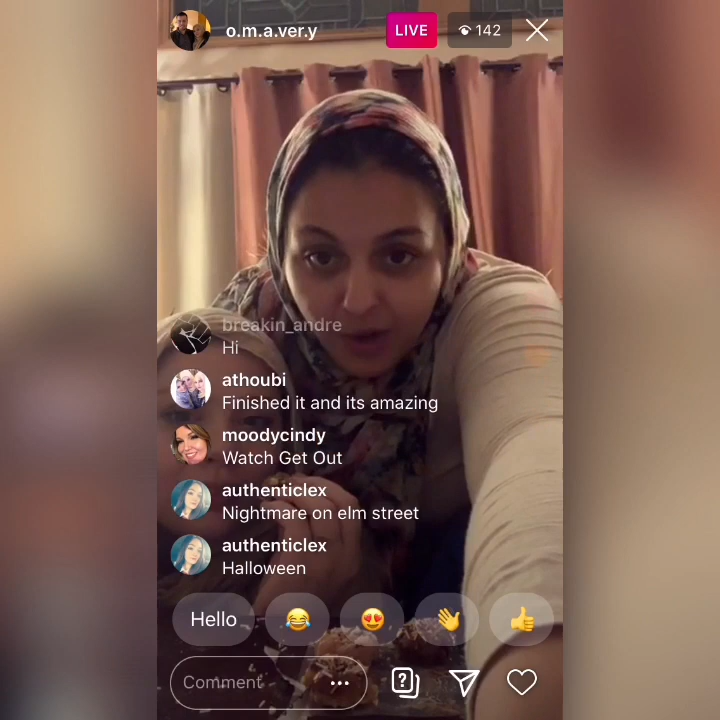 o.m.a.ver.y
LIVE
142
breakin_andre
Hi
athoubi
Finished it and its amazing
moodycindy
Watch Get Out
authenticlex
Nightmare on elm street
authenticlex
Halloween
Hello
Comment